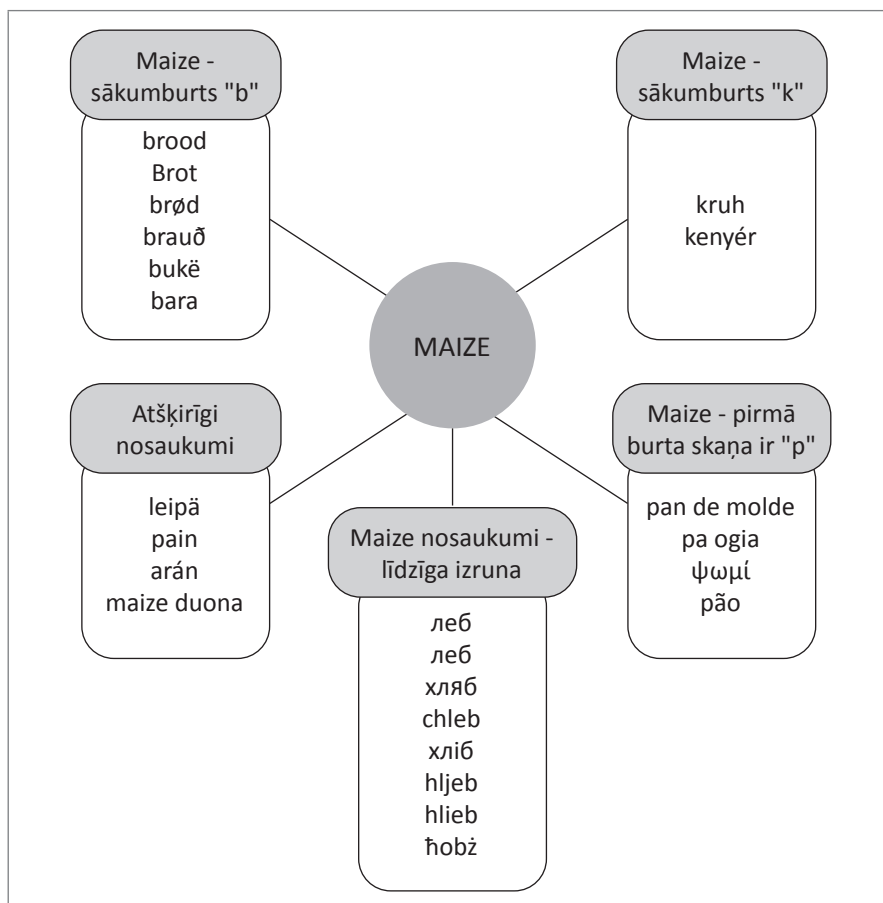 Maize -
sākumburts "b"
brood
Brot
brød
brauð
bukë
bara
Maize -
sākumburts "k"
kruh
kenyér
MAIZE
Atšķirīgi
nosaukumi
leipä
pain
arán
maize duona
Maize nosaukumi -
līdzīga izruna
леб
леб
хляб
chleb
хліб
hljeb
hlieb
ħobż
Maize - pirmā
burta skaņa ir "p"
pan de molde
pa ogia
ψωμί
pão